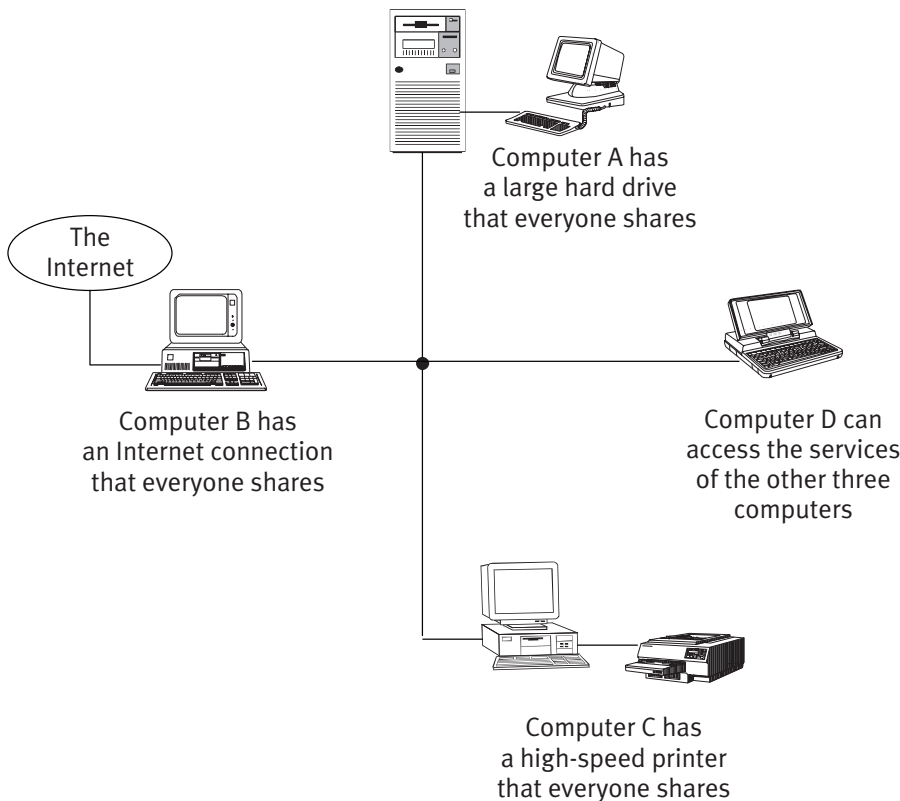 Computer A has
a large hard drive
that everyone shares
The
Internet
Computer B has
an Internet connection
that everyone shares
Computer D can
access the services
of the other three
computers
Computer C has
a high-speed printer
that everyone shares